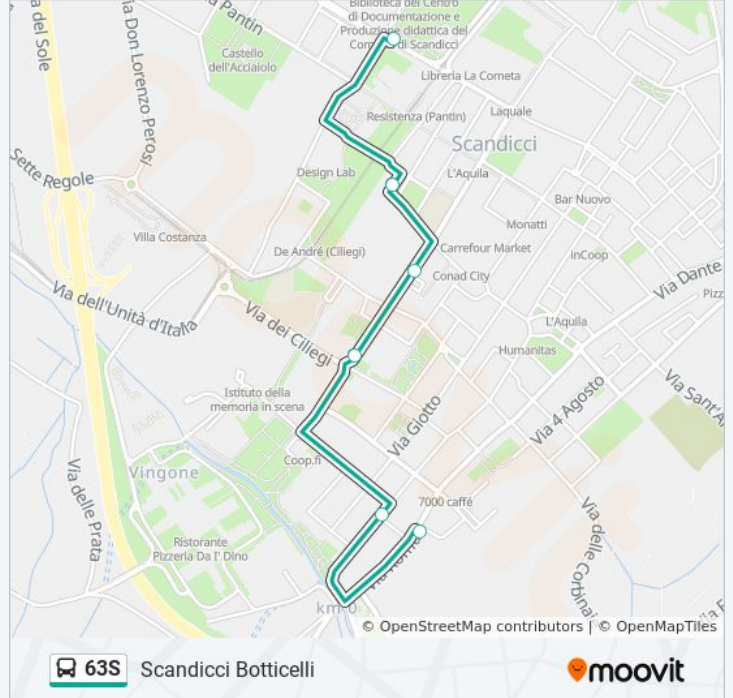 Biblioteca del Centro
di Documentazione e
Produzione didattica del
di Scandicci
a del Sole
Via Don Lorenzo Perosi
Pantin
Castello
dell'Acciaiolo
Libreria La Cometa
Resistenza (Pantin)
Laquale
Scandicci
Sette Regole
Design Lab
L'Aquila
Bar Nuovo
Monatti
Villa Costanza
De André (Ciliegi)
Carrefour Market
inCoop
Conad City
Via Dante
Pizz
Via dell'Unità d'Italia
Via dei Ciliegi
L'Aquila
Humanitas
Via Sant'A
Istituto della
memoria in scena
Via Giotto
Via 4 Agosto
Coop.fi
Vingone
Via delle Prata
7000 caffé
Via delle Corbinai
Ristorante
Pizzeria Da I' Dino
Via Roma
km-0
© OpenStreetMap contributors | © OpenMapTiles
63S Scandicci Botticelli
moovit